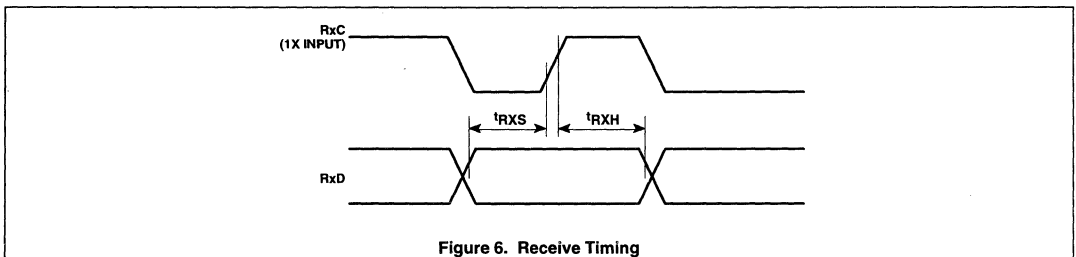 RxC
(1X INPUT)
tRXS
tRXH
RxD
Figure 6. Receive Timing